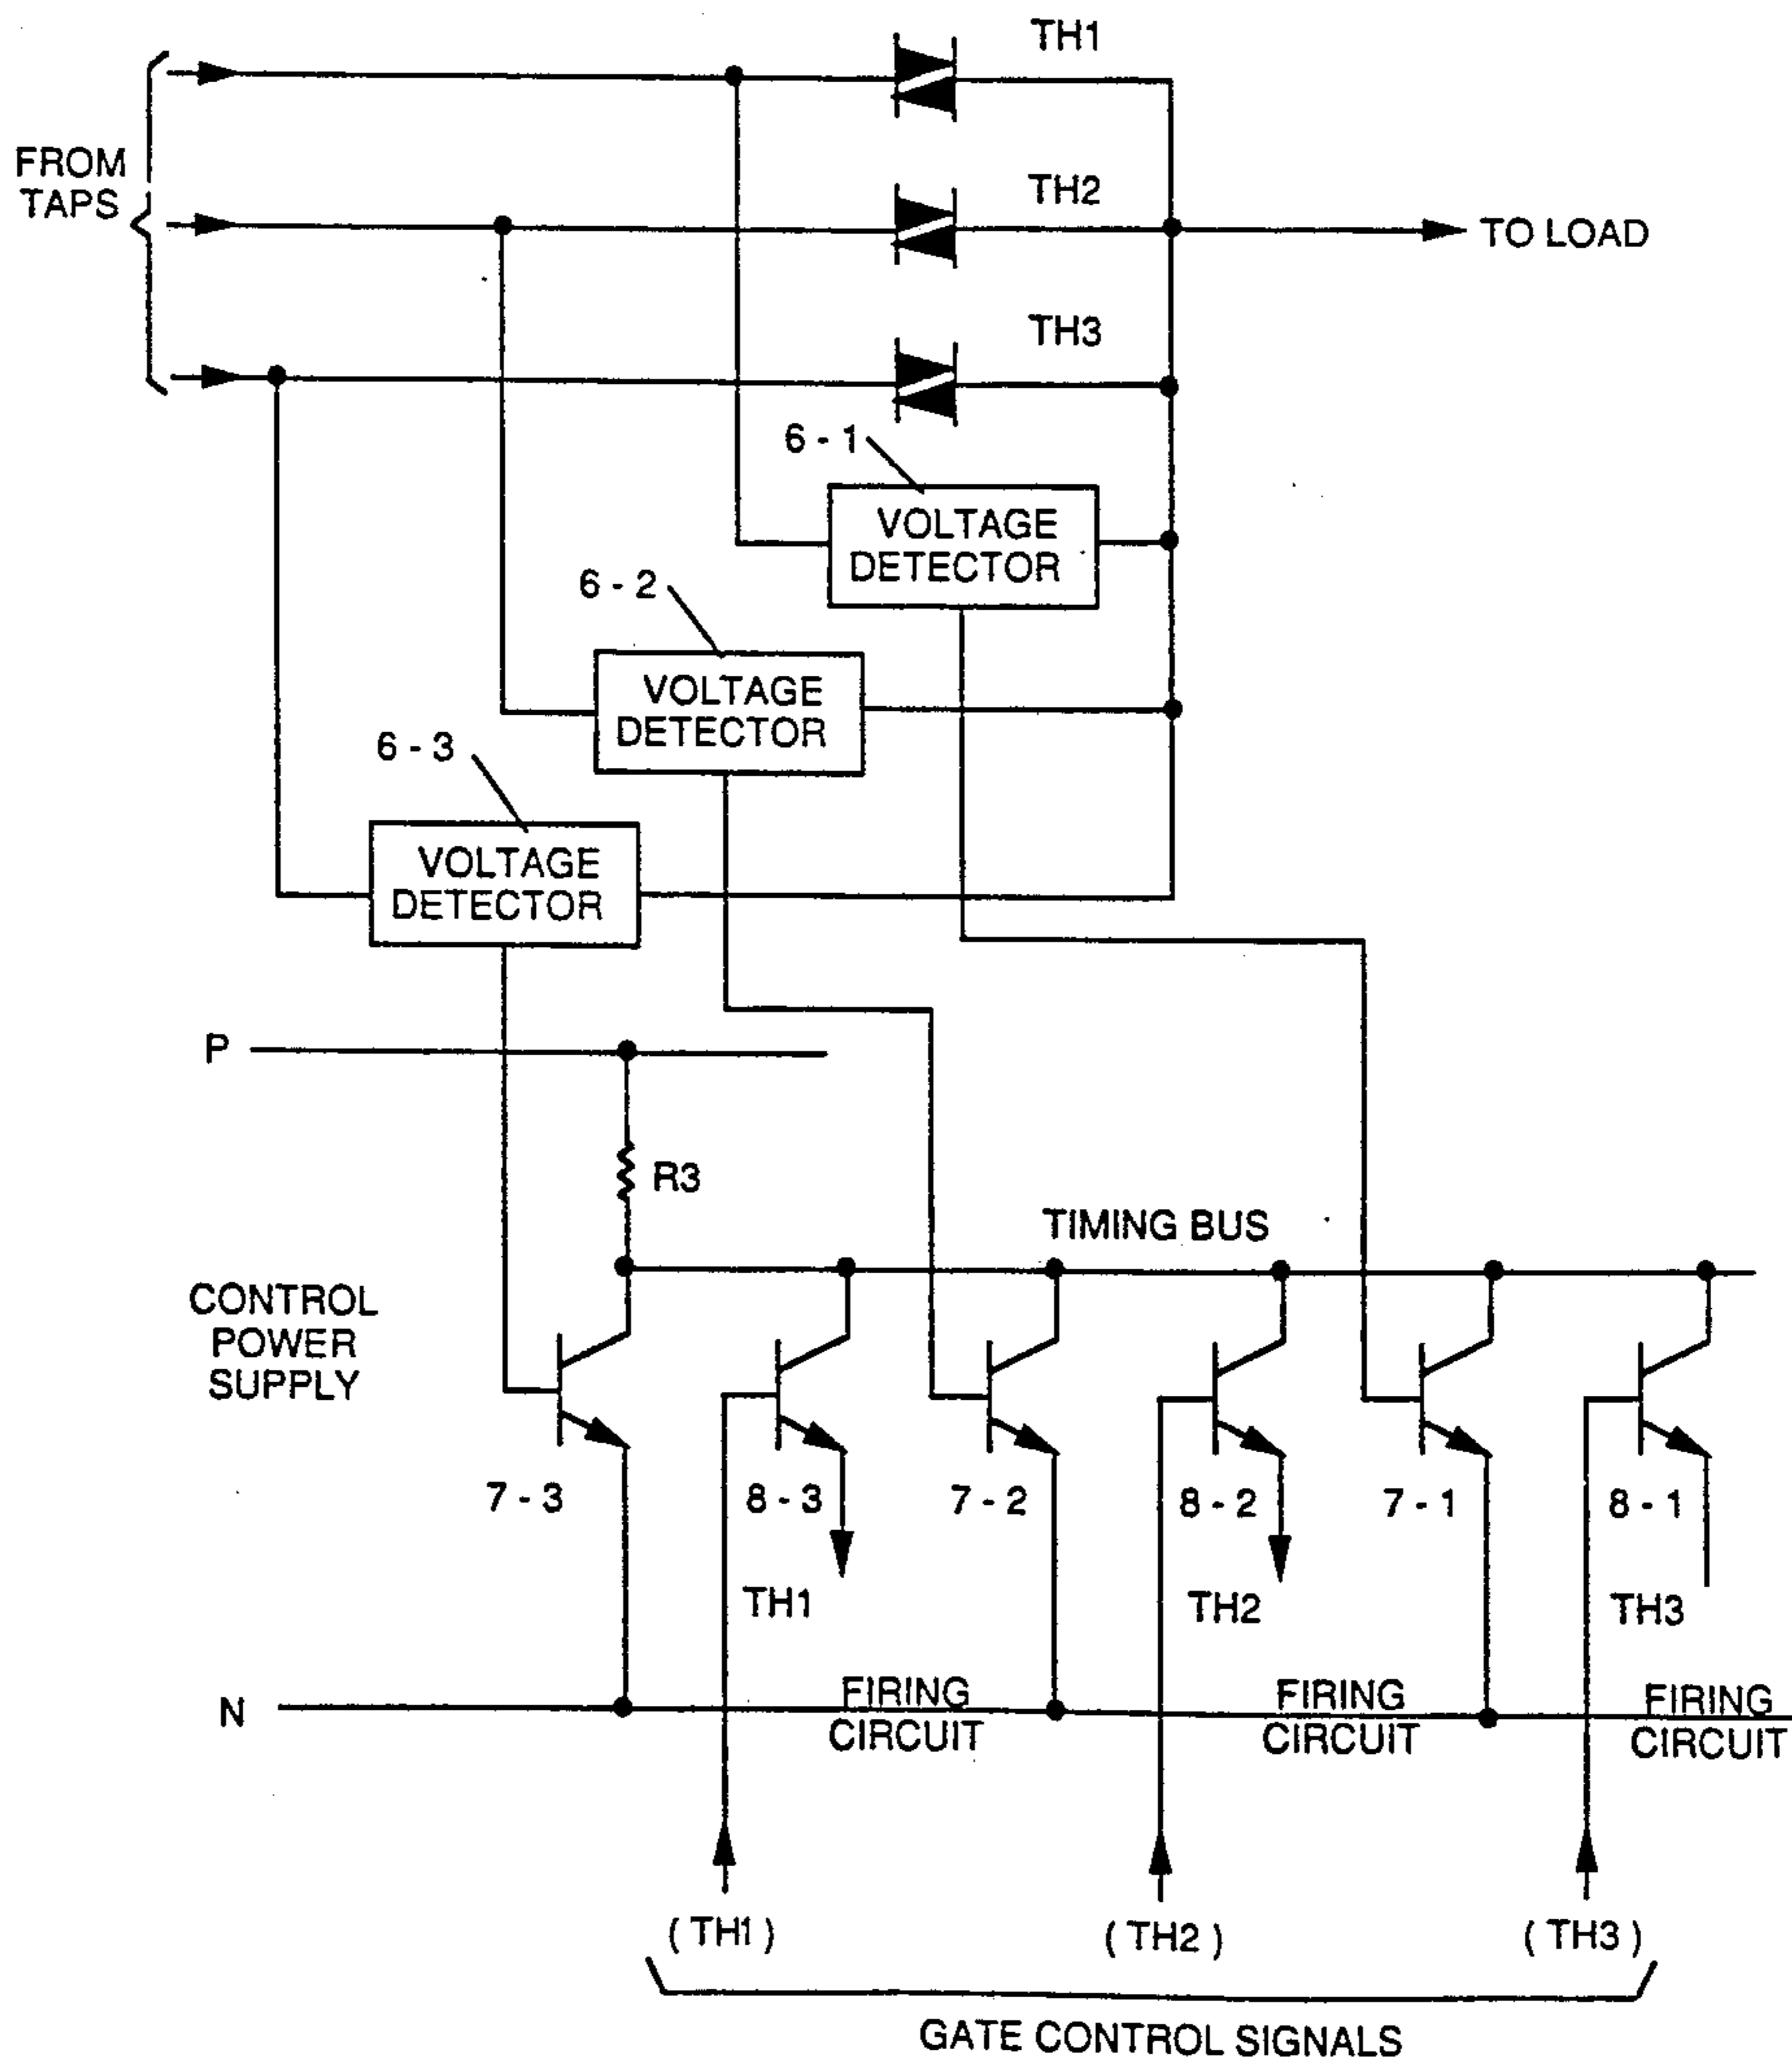 TH1
FROM
TAPS
TH2
TO LOAD
TH3
6 - 1
VOLTAGE
DETECTOR
6 - 2
VOLTAGE
DETECTOR
6 - 3
VOLTAGE
DETECTOR
P
R3
TIMING BUS
CONTROL
POWER
SUPPLY
7 - 3
8 - 3
7 - 2
8 - 2
7 - 1
8 - 1
TH1
TH2
TH3
N
FIRING
CIRCUIT
FIRING
CIRCUIT
FIRING
CIRCUIT
( TH1 )
( TH2 )
( TH3 )
GATE CONTROL SIGNALS